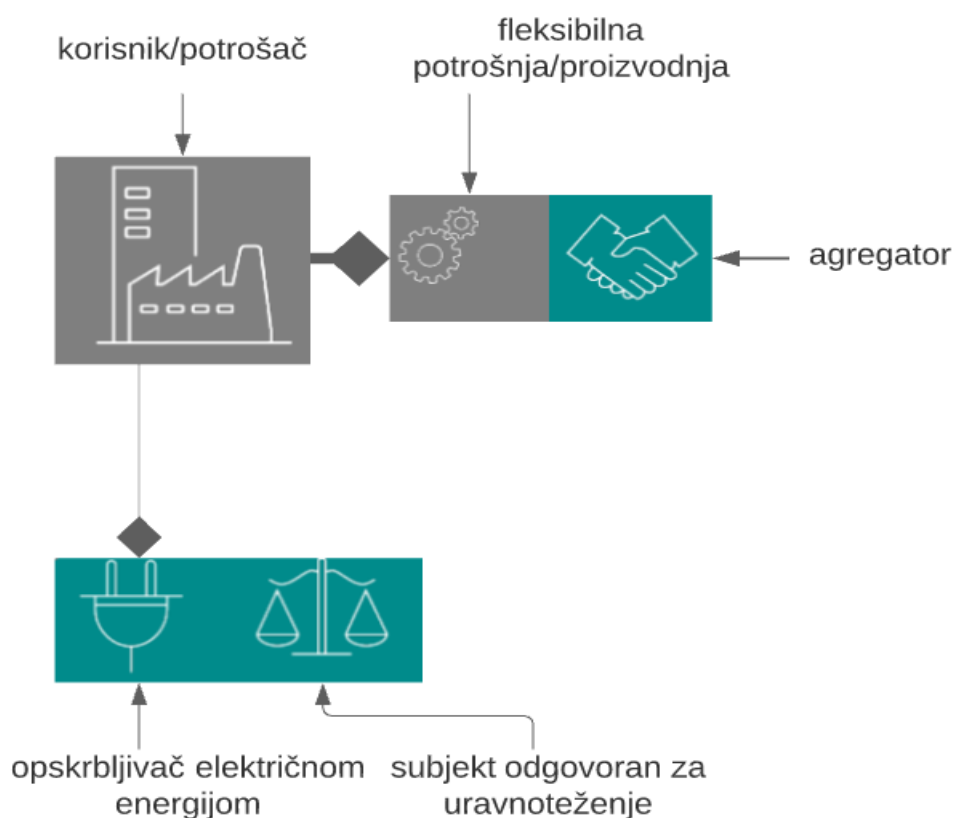 korisnik/potrošač
fleksibilna
potrošnja/proizvodnja
agregator
opskrbljivač električnom
energijom
subjekt odgovoran za
uravnoteženje